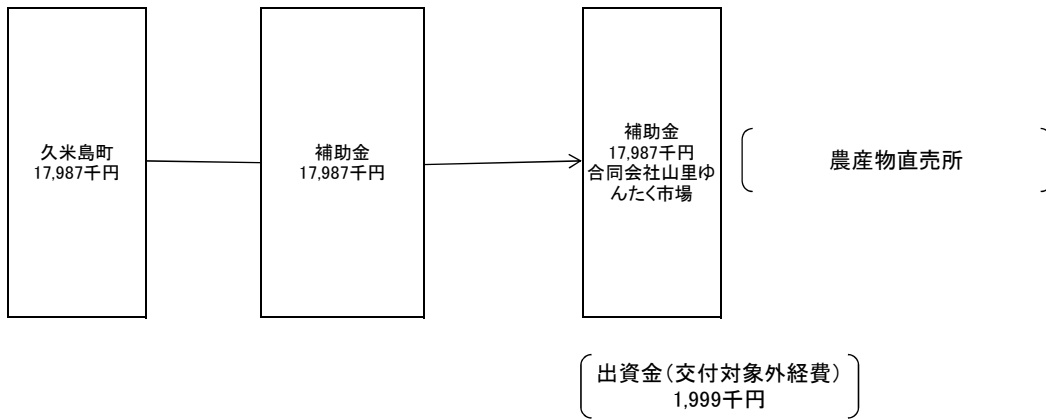 久米島町
17,987千円
補助金
17,987千円
補助金
17,987千円
合同会社山里ゆ
んたく市場
農産物直売所
出資金(交付対象外経費)
1,999千円